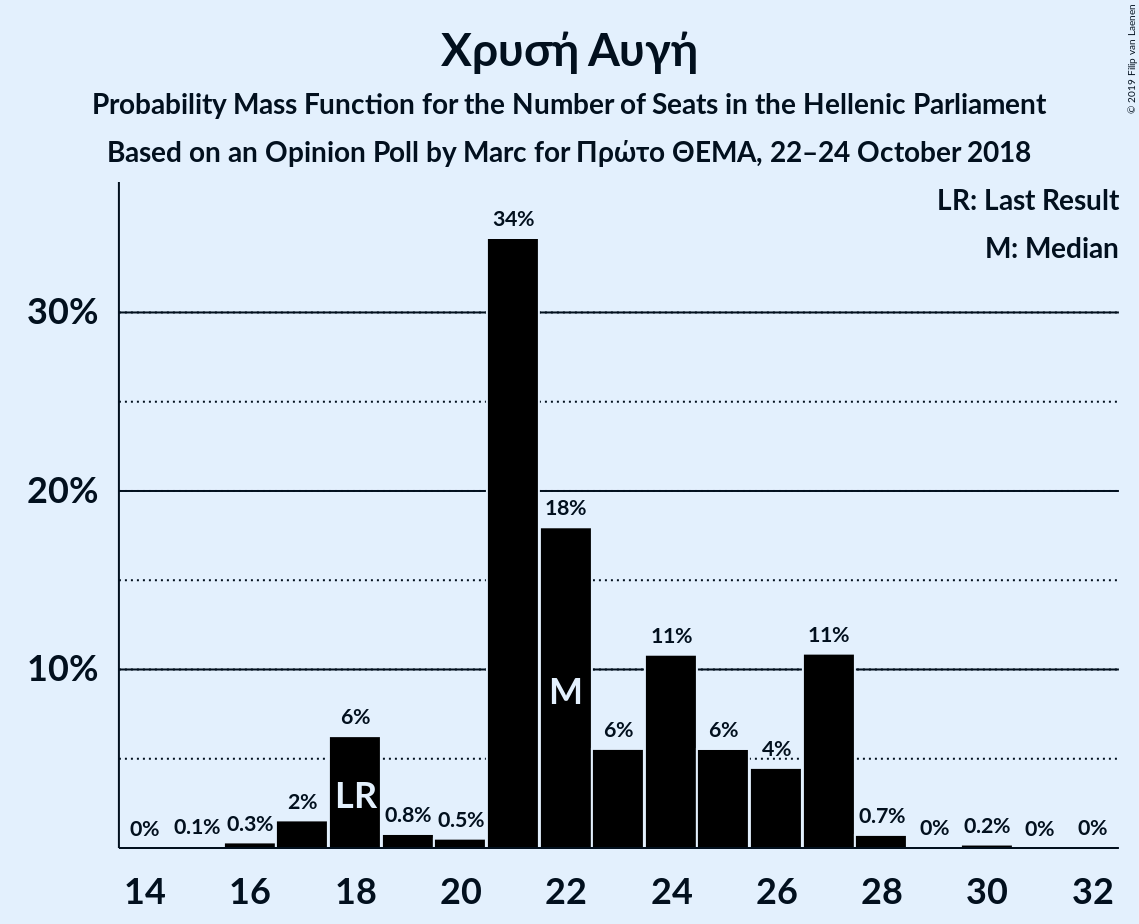 Χρυσή Αυγή
Probability Mass Function for the Number of Seats in the Hellenic Parliament
Based on an Opinion Poll by Marc for Πρώτο ΘΕΜΑ, 22–24 October 2018
© 2019 Filip van Laenen
LR: Last Result
M: Median
30%
20%
10%
0%
0.1%
0.3%
2%
6%
LR
0.8%
0.5%
34%
18%
M
6%
11%
6%
4%
11%
0.7%
0%
0.2%
0%
0%
14 16 18 20 22 24 26 28 30 32